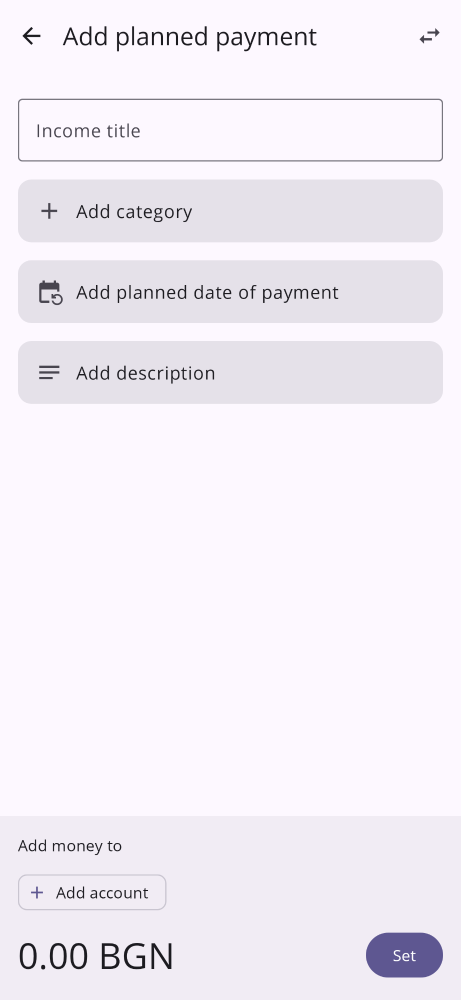 Add planned payment
Income title
Add category
Add planned date of payment
Add description
Add money to
Add account
0.00 BGN
Set